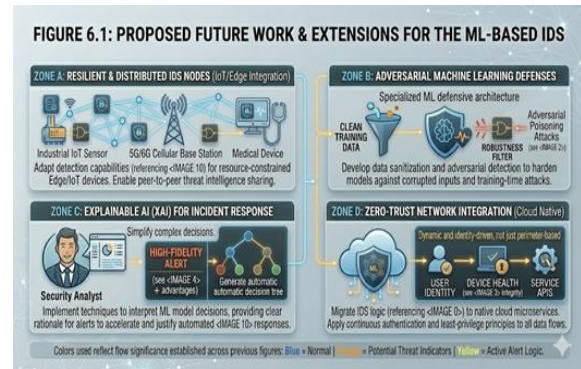 FIGURE 6.1: PROPOSED FUTURE WORK & EXTENSIONS FOR THE ML-BASED IDS
ZONE A: RESILIENT & DISTRIBUTED IDS NODES (IoT/Edge Integration)
Industrial IoT Sensor
5G/6G Cellular Base Station
Medical Device
Adapt detection capabilities (referencing <IMAGE 10) for resource-constrained
Edge/IoT devices. Enable peer-to-peer threat intelligence sharing.
ZONE B: ADVERSARIAL MACHINE LEARNING DEFENSES
Specialized ML defensive architecture
CLEAN
TRAINING
DATA
ROBUSTNESS
FILTER
Adversarial
Poisoning
Attacks
(see <IMAGE 2>)
Develop data sanitization and adversarial detection to harden
models against corrupted inputs and training-time attacks.
ZONE C: EXPLAINABLE AI (XAI) FOR INCIDENT RESPONSE
Simplify complex decisions.
Security Analyst
HIGH-FIDELITY
ALERT
(see <IMAGE 4>
+ advantages)
Generate automatic
automatic decision tree
Implement techniques to interpret ML model decisions, providing clear
rationale for alerts to accelerate and justify automated <IMAGE 10> responses.
ZONE D: ZERO-TRUST NETWORK INTEGRATION (Cloud Native)
Dynamic and identity-driven, not just perimeter-based
ML
USER
IDENTITY
DEVICE HEALTH
(see <IMAGE 3> integrity)
SERVICE
APIS
Migrate IDS logic (referencing <IMAGE 0>) to native cloud microservices.
Apply continuous authentication and least-privilege principles to all data flows.
Colors used reflect flow significance established across previous figures: Blue = Normal | Orange = Potential Threat Indicators | Yellow = Active Alert Logic.